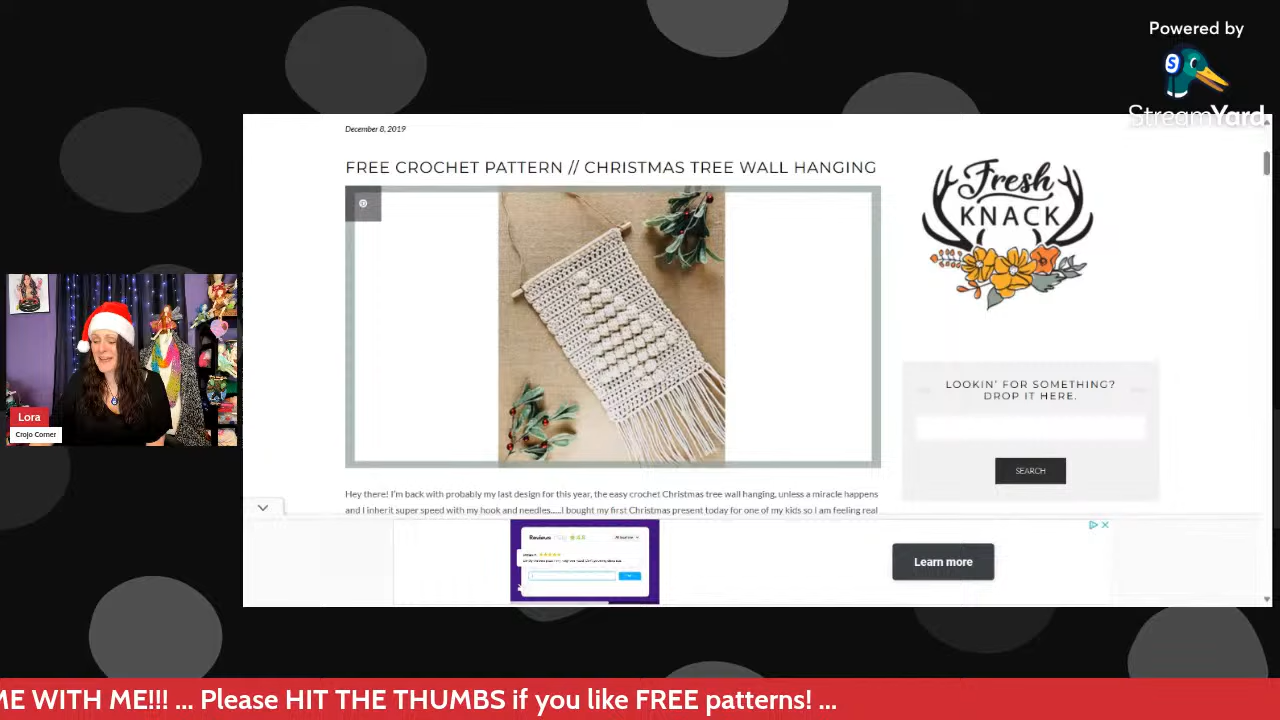 Powered by
S
StreamYard
December 8, 2019
FREE CROCHET PATTERN // CHRISTMAS TREE WALL HANGING
Fresh
KNACK
LOOKIN' FOR SOMETHING?
DROP IT HERE.
SEARCH
Hey there! I'm back with probably my last design for this year, the easy crochet Christmas tree wall hanging, unless a miracle happens
and I inherit super speed with my hook and needles.....I bought my first Christmas present today for one of my kids so I am feeling real
Lora
Crojo Corner
Reviews
Learn more
ME WITH ME!!! ... Please HIT THE THUMBS if you like FREE patterns! ...